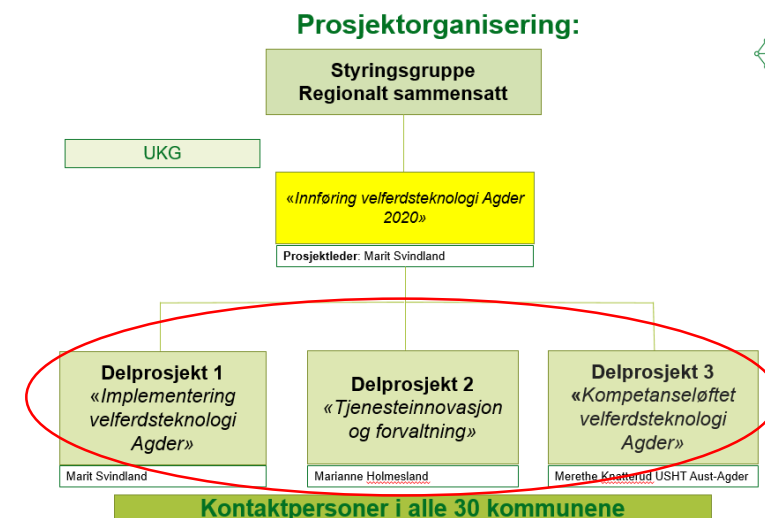 Prosjektorganisering:
Styringsgruppe
Regionalt sammensatt
UKG
«Innføring velferdsteknologi Agder
2020»
Prosjektleder: Marit Svindland
Delprosjekt 1
«Implementering
velferdsteknologi
Agder»
Marit Svindland
Delprosjekt 2
«Tjenesteinnovasjon
og forvaltning»
Marianne Holmesland
Delprosjekt 3
«Kompetanseløftet
velferdsteknologi
Agder»
Merethe Knatterud USHT Aust-Agder
Kontaktpersoner i alle 30 kommunene